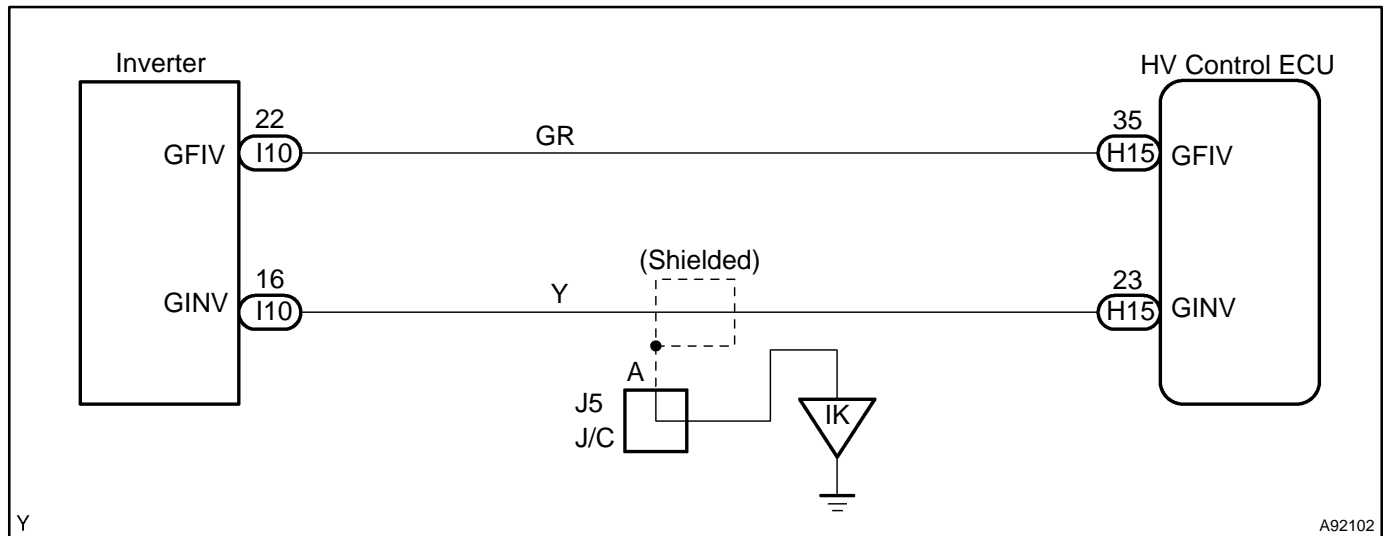 Inverter
HV Control ECU
22
GR
35
GFIV
I10
H15
GFIV
(Shielded)
16
Y
23
GINV
I10
H15
GINV
A
J5
J/C
IK
Y
A92102